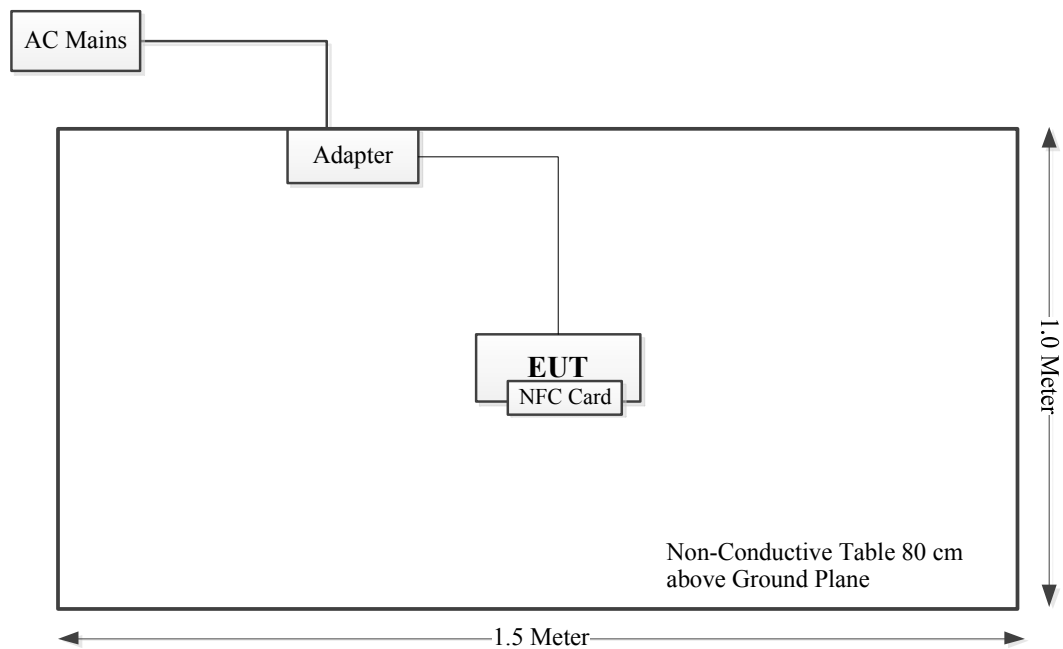 AC Mains
Adapter
EUT
NFC Card
1.0 Meter
Non-Conductive Table 80 cm
above Ground Plane
1.5 Meter